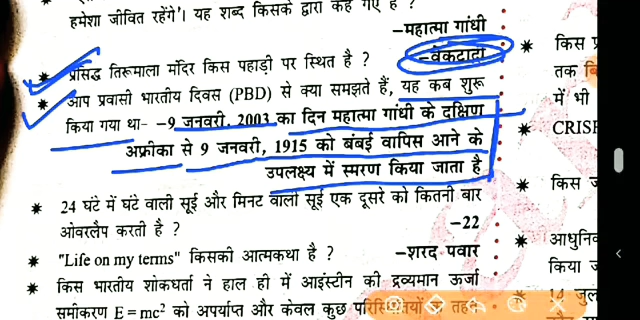 हमेशा जीवित रहेंगे'। यह शब्द किसके द्वारा कहे गए हैं ?
–महात्मा गांधी
* प्रसिद्ध तिरूमाला मंदिर किस पहाड़ी पर स्थित है ? –वेंकटाद्री
* आप प्रवासी भारतीय दिवस (PBD) से क्या समझते हैं, यह कब शुरू
किया गया था- –9 जनवरी, 2003 का दिन महात्मा गांधी के दक्षिण
अफ्रीका से 9 जनवरी, 1915 को बंबई वापिस आने के
उपलक्ष्य में स्मरण किया जाता है
* 24 घंटे में घंटे वाली सूई और मिनट वाली सूई एक दूसरे को कितनी बार
ओवरलैप करती है ? –22
* "Life on my terms" किसकी आत्मकथा है ? –शरद पवार
* किस भारतीय शोकधर्ता ने हाल ही में आइंस्टीन की द्रव्यमान ऊर्जा
समीकरण E = mc² को अपर्याप्त और केवल कुछ परिस्थितियों के तहत
* किस
तक
में भी
* CRISI
* किस
* आधुनिक
किया
* 14 जुल